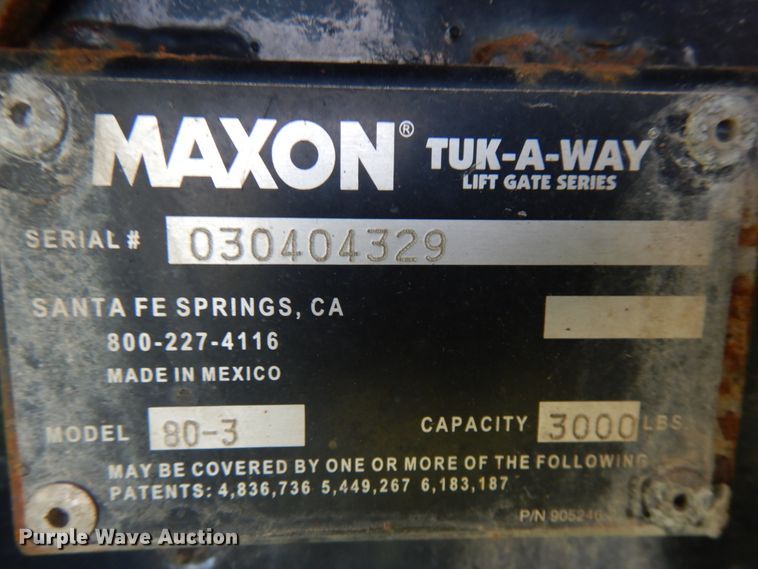 MAXON® TUK-A-WAY
LIFT GATE SERIES
SERIAL # 030404329
SANTA FE SPRINGS, CA
800-227-4116
MADE IN MEXICO
MODEL 80-3 CAPACITY 3000 LBS.
MAY BE COVERED BY ONE OR MORE OF THE FOLLOWING
PATENTS: 4,836,736 5,449,267 6,183,187
P/N 905246
Purple Wave Auction